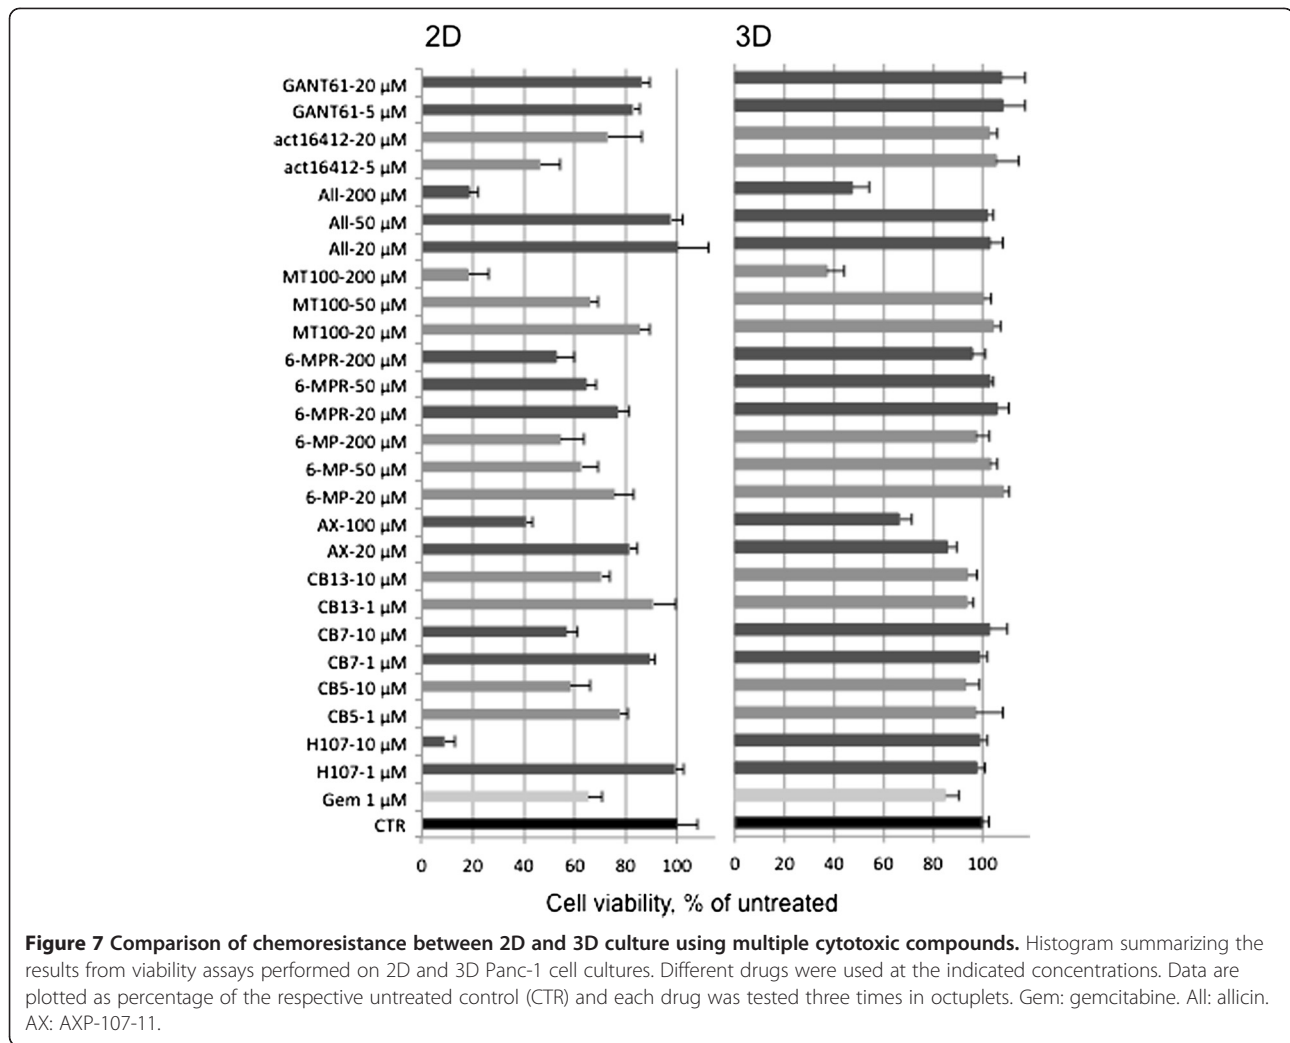 2D
3D
GANT61-20 µM
GANT61-5 µM
act16412-20 µM
act16412-5 µM
All-200 µM
All-50 µM
All-20 µM
MT100-200 µM
MT100-50 µM
MT100-20 µM
6-MPR-200 µM
6-MPR-50 µM
6-MPR-20 µM
6-MP-200 µM
6-MP-50 µM
6-MP-20 µM
AX-100 µM
AX-20 µM
CB13-10 µM
CB13-1 µM
CB7-10 µM
CB7-1 µM
CB5-10 µM
CB5-1 µM
H107-10 µM
H107-1 µM
Gem 1 µM
CTR
0 20 40 60 80 100
0 20 40 60 80 100
Cell viability, % of untreated
Figure 7 Comparison of chemoresistance between 2D and 3D culture using multiple cytotoxic compounds. Histogram summarizing the
results from viability assays performed on 2D and 3D Panc-1 cell cultures. Different drugs were used at the indicated concentrations. Data are
plotted as percentage of the respective untreated control (CTR) and each drug was tested three times in octuplets. Gem: gemcitabine. All: allicin.
AX: AXP-107-11.